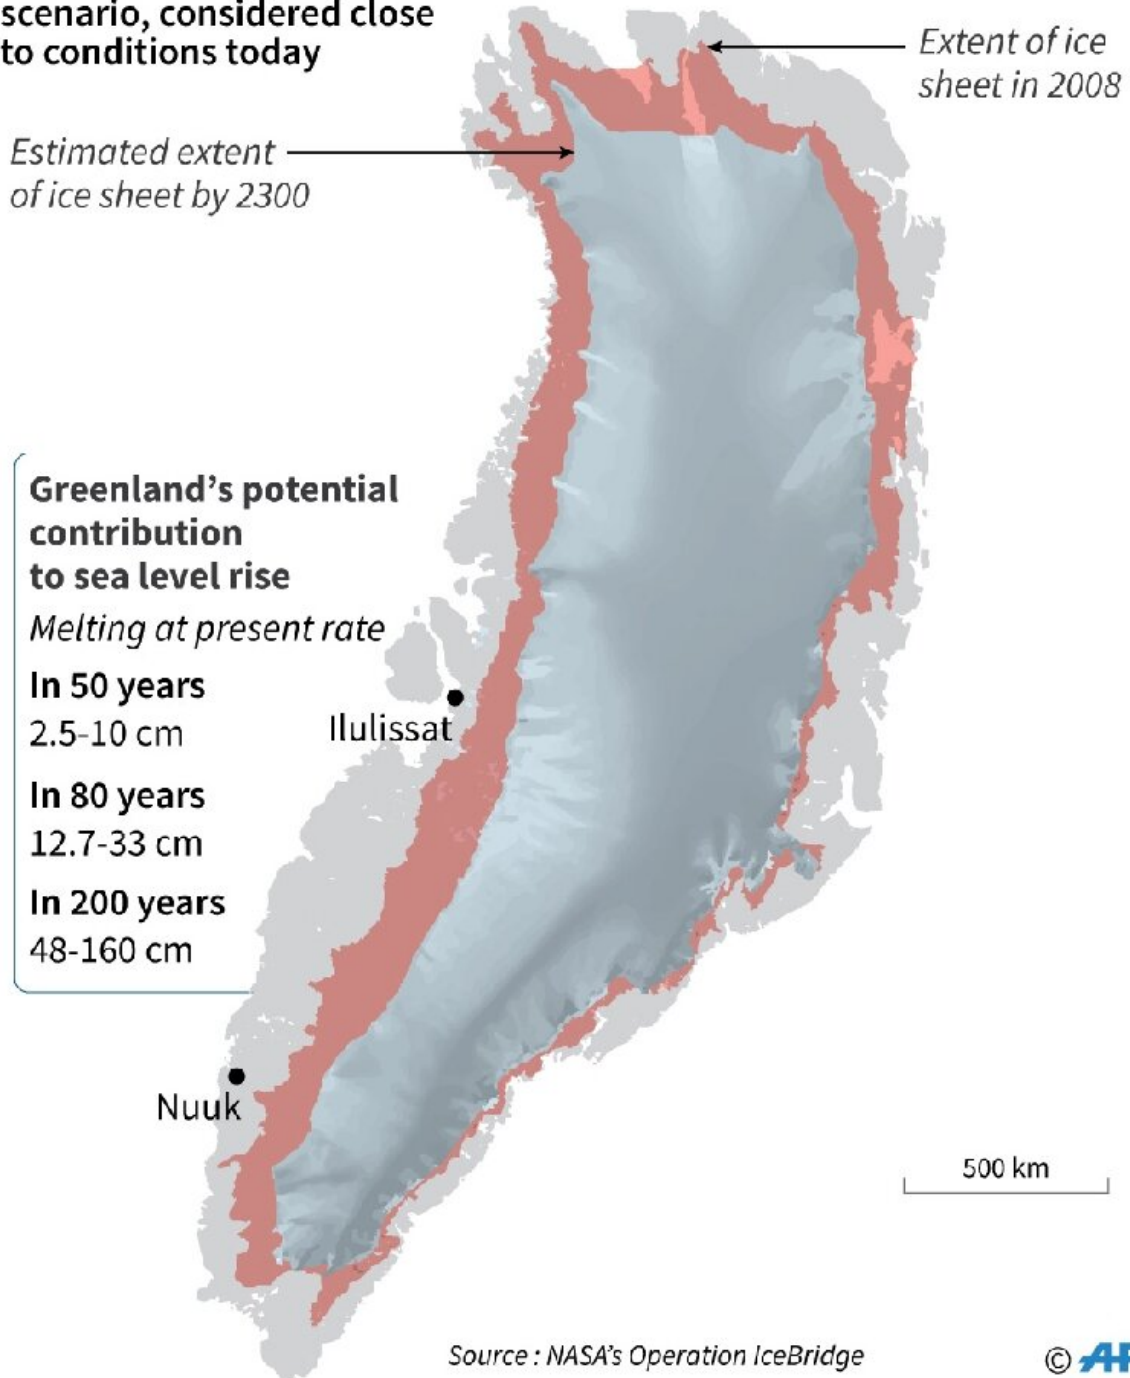 scenario, considered close
to conditions today
Extent of ice
sheet in 2008
Estimated extent
of ice sheet by 2300
Greenland’s potential
contribution
to sea level rise
Melting at present rate
In 50 years
2.5-10 cm
In 80 years
12.7-33 cm
In 200 years
48-160 cm
Ilulissat
Nuuk
500 km
Source : NASA’s Operation IceBridge
©